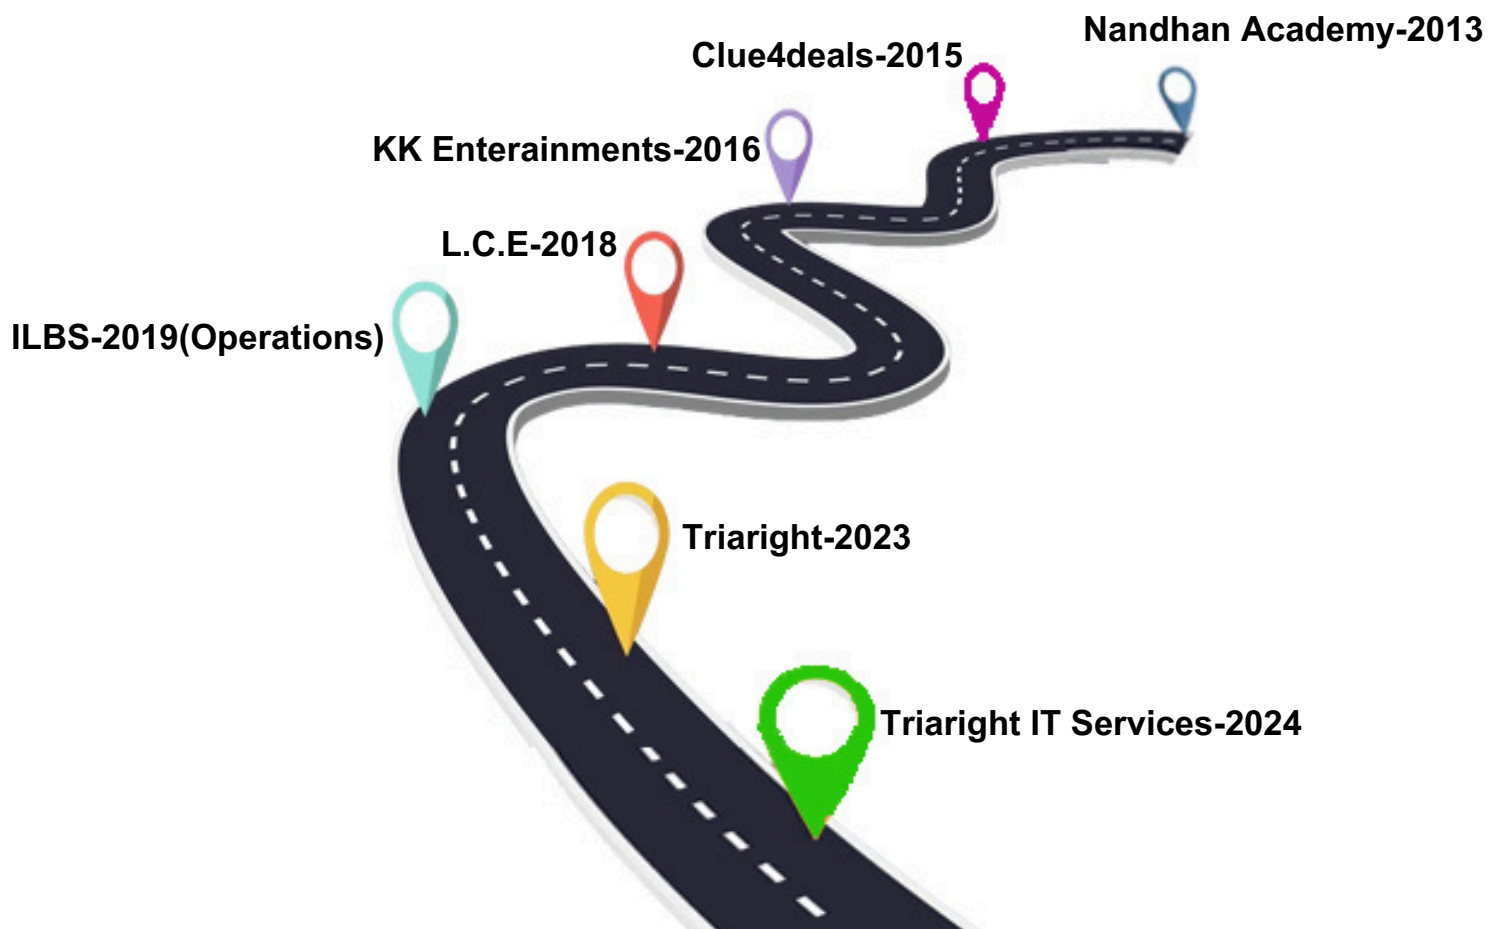 Nandhan Academy-2013
Clue4deals-2015
KK Enterainments-2016
L.C.E-2018
ILBS-2019(Operations)
Triaright-2023
Triaright IT Services-2024